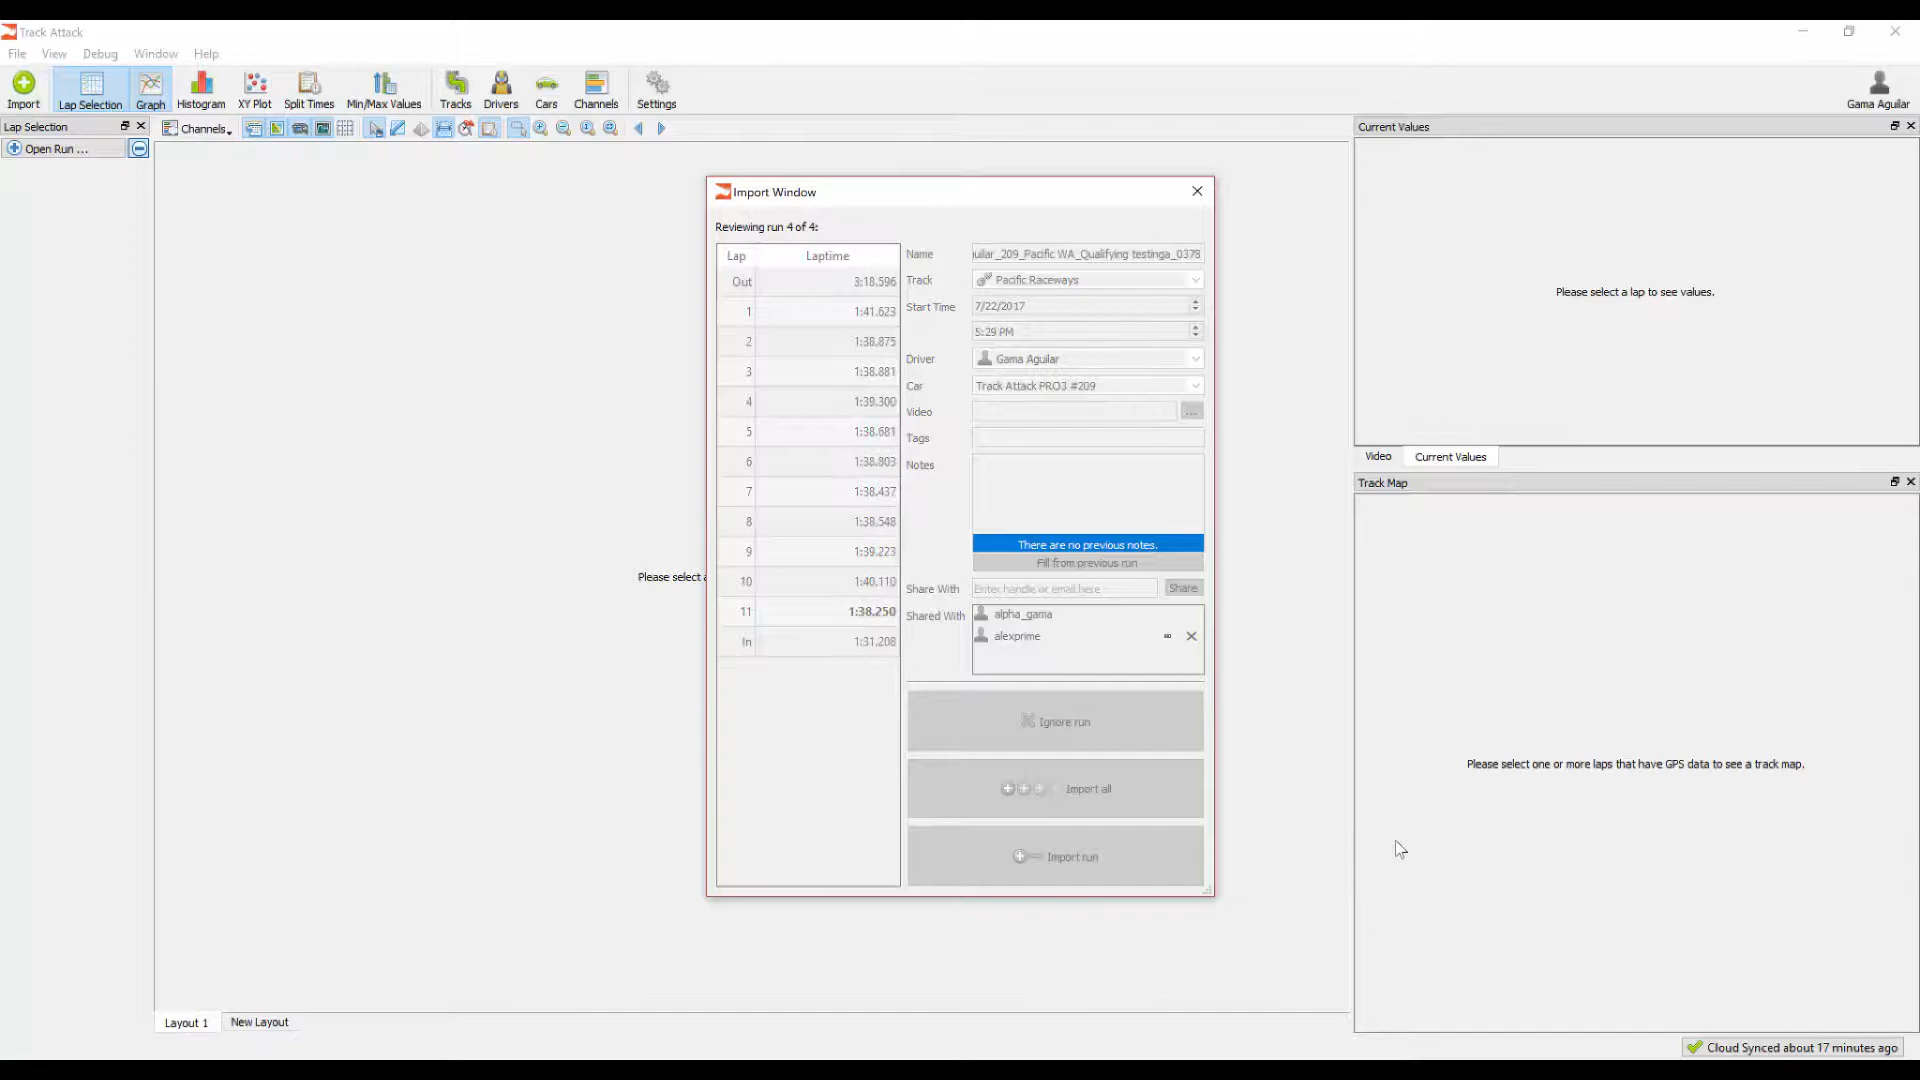 Track Attack
File View Debug Window Help
Import Lap Selection Graph Histogram XY Plot Split Times Min/Max Values Tracks Drivers Cars Channels Settings Gama Aguilar
Lap Selection
Channels
Open Run ...
Please select a
Import Window
Reviewing run 4 of 4:
Lap Laptime
Out 3:18.596
1 1:41.623
2 1:38.875
3 1:38.881
4 1:39.300
5 1:38.681
6 1:38.803
7 1:38.437
8 1:38.548
9 1:39.223
10 1:40.110
11 1:38.250
In 1:31.208
Name uilar_209_Pacific WA_Qualifying testinga_0378
Track Pacific Raceways
Start Time 7/22/2017
5:29 PM
Driver Gama Aguilar
Car Track Attack PRO3 #209
Video ...
Tags
Notes
There are no previous notes.
Fill from previous run
Share With Enter handle or email here Share
Shared With alpha_gama
alexprime
Ignore run
Import all
Import run
Current Values
Please select a lap to see values.
Video Current Values
Track Map
Please select one or more laps that have GPS data to see a track map.
Layout 1 New Layout
Cloud Synced about 17 minutes ago